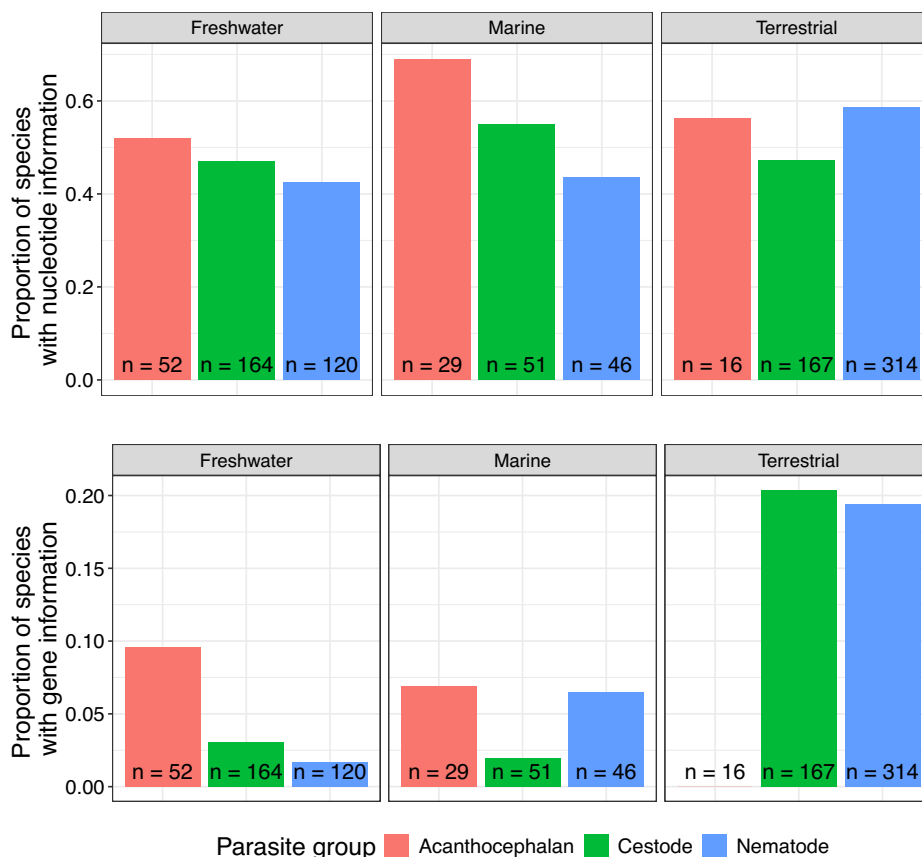 Freshwater Marine Terrestrial
Proportion of species
with nucleotide information
0.6
0.4
0.2
0.0
n = 52 n = 164 n = 120 n = 29 n = 51 n = 46 n = 16 n = 167 n = 314
Freshwater Marine Terrestrial
Proportion of species
with gene information
0.20
0.15
0.10
0.05
0.00
n = 52 n = 164 n = 120 n = 29 n = 51 n = 46 n = 16 n = 167 n = 314
Parasite group Acanthocephalan Cestode Nematode